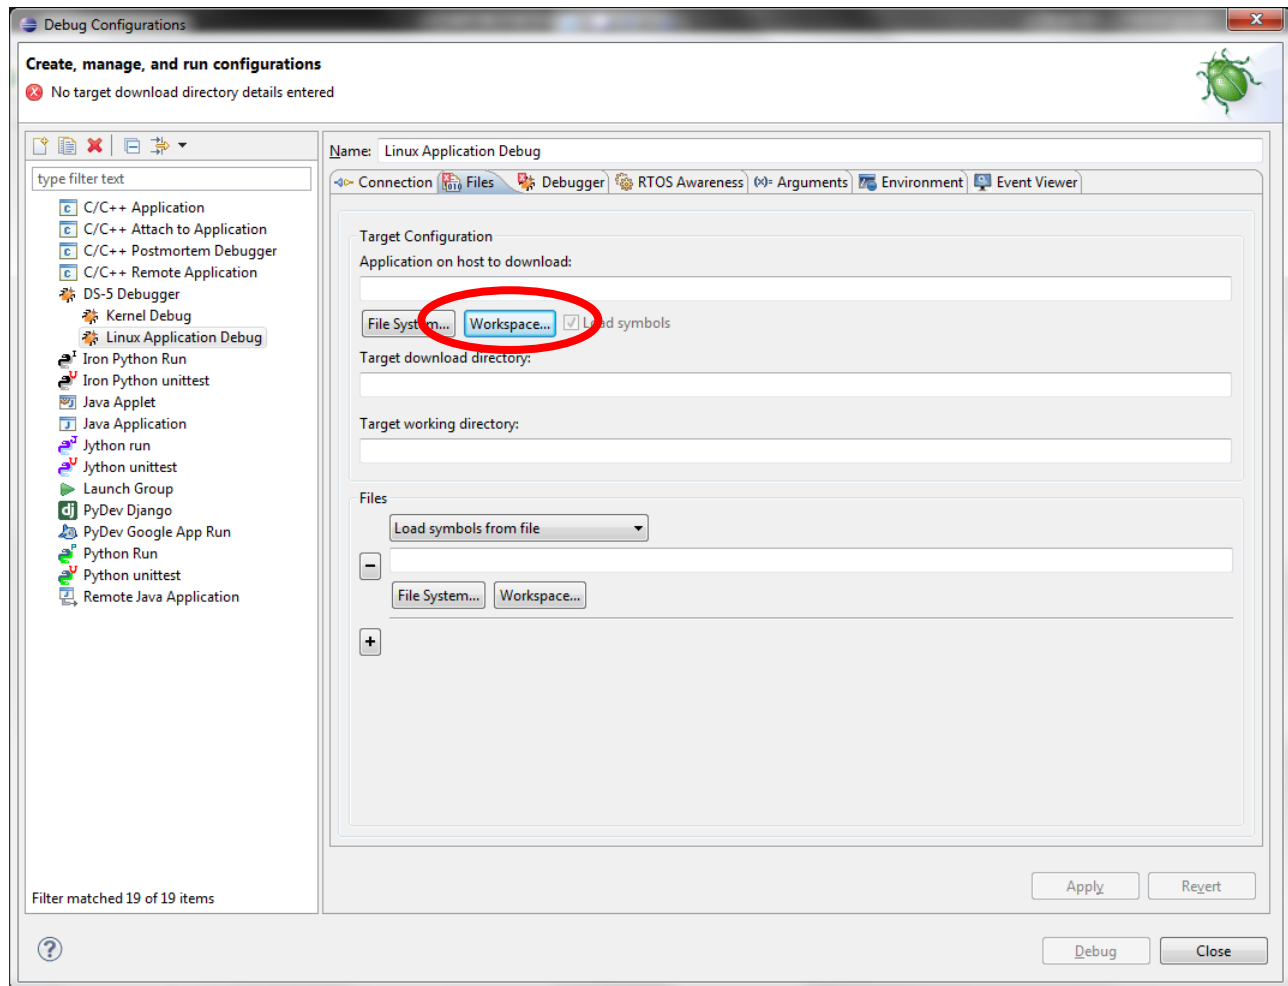 Debug Configurations
Create, manage, and run configurations
No target download directory details entered
type filter text
C/C++ Application
C/C++ Attach to Application
C/C++ Postmortem Debugger
C/C++ Remote Application
DS-5 Debugger
Kernel Debug
Linux Application Debug
Iron Python Run
Iron Python unittest
Java Applet
Java Application
Jython run
Jython unittest
Launch Group
PyDev Django
PyDev Google App Run
Python Run
Python unittest
Remote Java Application
Filter matched 19 of 19 items
Name: Linux Application Debug
Connection Files Debugger RTOS Awareness (x)= Arguments Environment Event Viewer
Target Configuration
Application on host to download:
File System... Workspace... Load symbols
Target download directory:
Target working directory:
Files
Load symbols from file
File System... Workspace...
Apply Revert
Debug Close